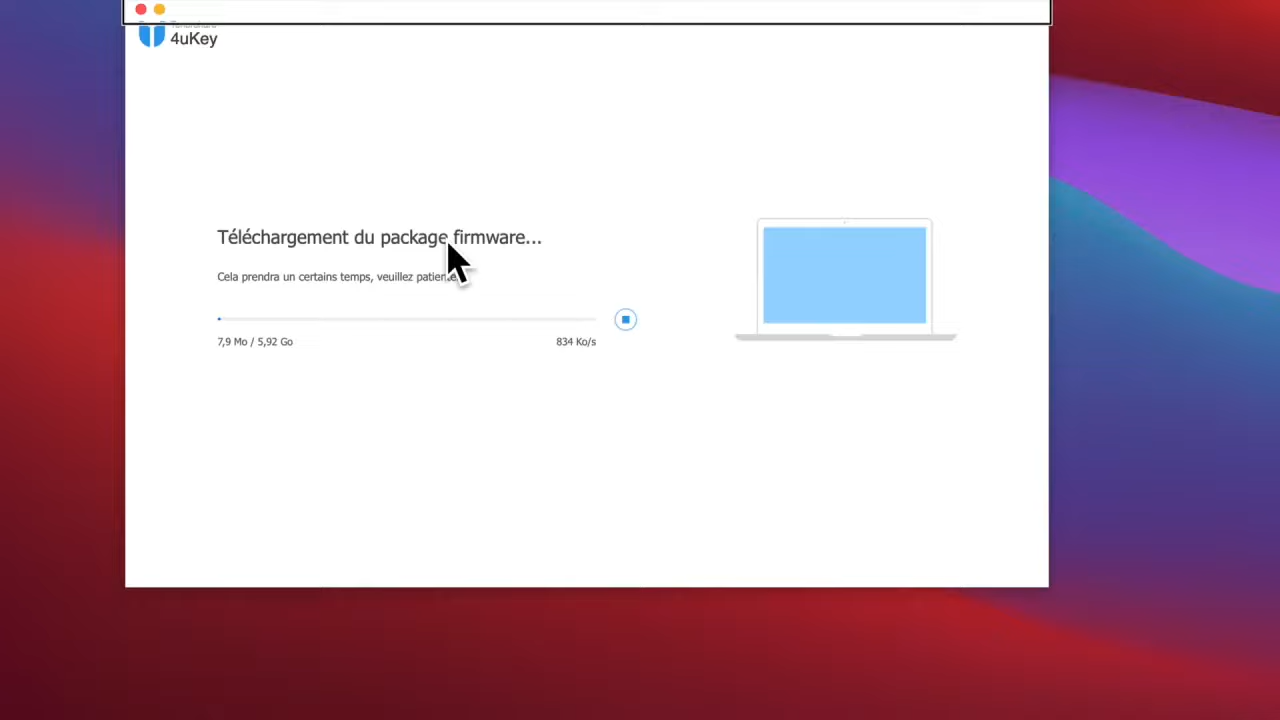 4uKey
Téléchargement du package firmware...
Cela prendra un certains temps, veuillez
7,9 Mo / 5,92 Go
834 Ko/s